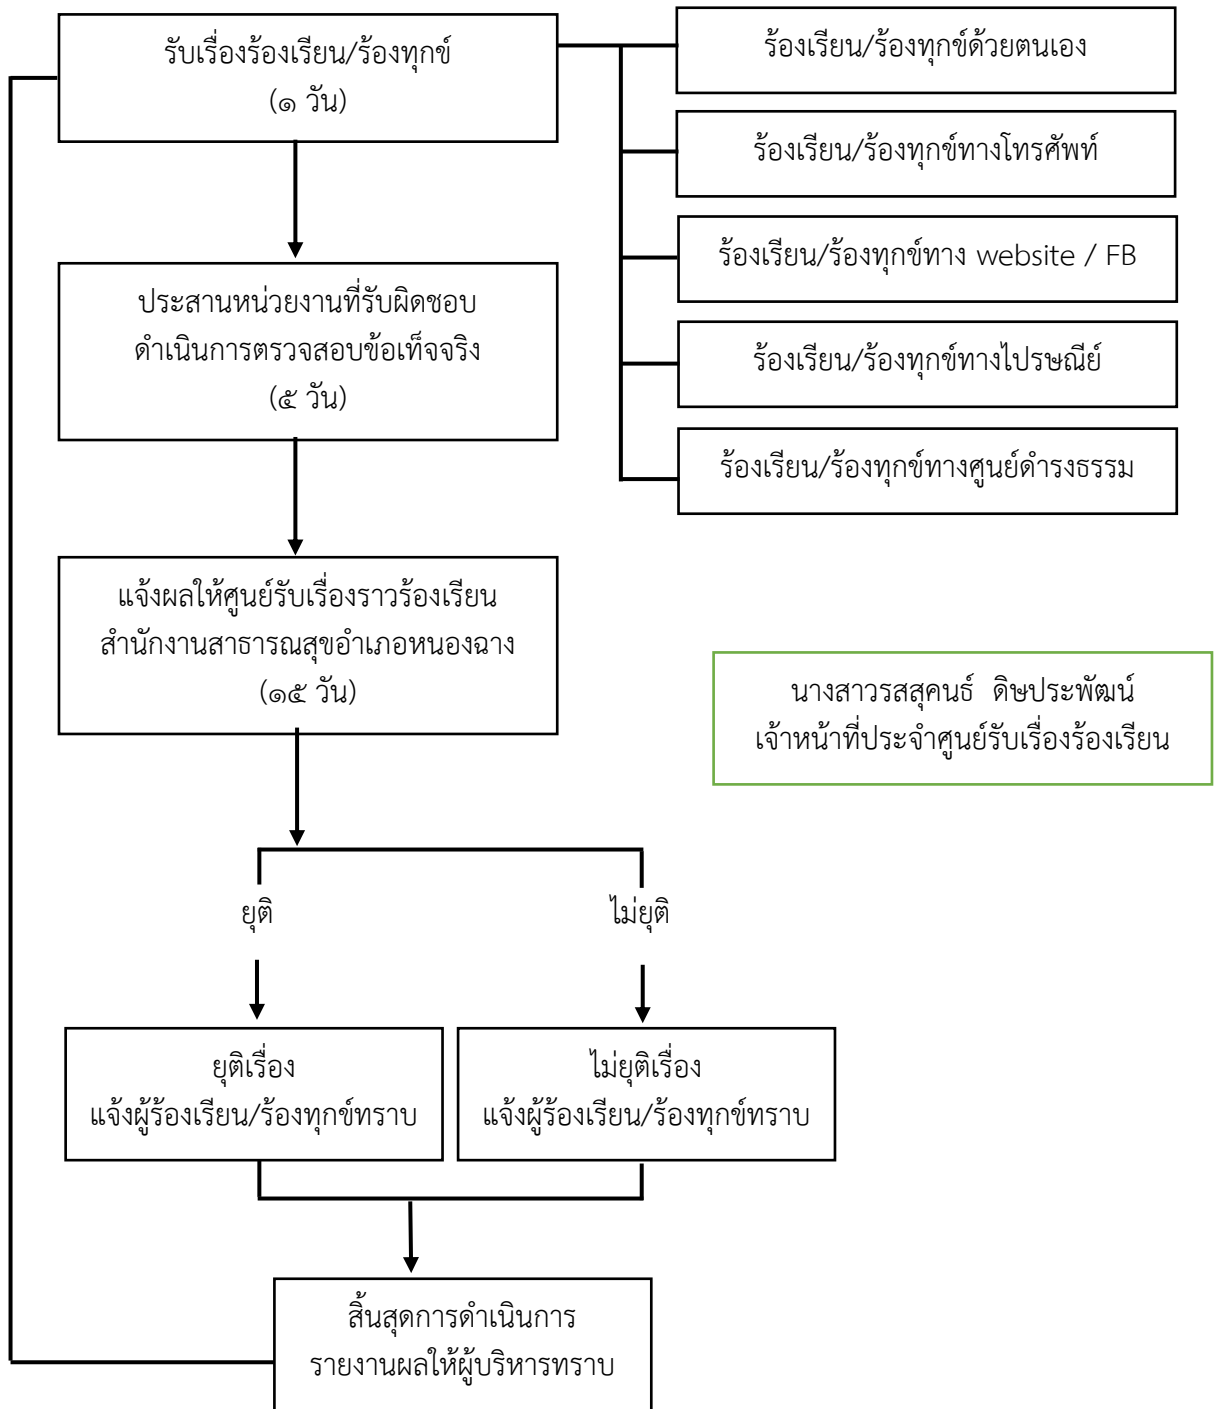 รับเรื่องร้องเรียน/ร้องทุกข์
(๑ วัน)
ร้องเรียน/ร้องทุกข์ด้วยตนเอง
ร้องเรียน/ร้องทุกข์ทางโทรศัพท์
ร้องเรียน/ร้องทุกข์ทาง website / FB
ร้องเรียน/ร้องทุกข์ทางไปรษณีย์
ร้องเรียน/ร้องทุกข์ทางศูนย์ดำรงธรรม
ประสานหน่วยงานที่รับผิดชอบ
ดำเนินการตรวจสอบข้อเท็จจริง
(๕ วัน)
แจ้งผลให้ศูนย์รับเรื่องราวร้องเรียน
สำนักงานสาธารณสุขอำเภอหนองฉาง
(๑๕ วัน)
นางสาวรสสุคนธ์ ดิษประพัฒน์
เจ้าหน้าที่ประจำศูนย์รับเรื่องร้องเรียน
ยุติ
ไม่ยุติ
ยุติเรื่อง
แจ้งผู้ร้องเรียน/ร้องทุกข์ทราบ
ไม่ยุติเรื่อง
แจ้งผู้ร้องเรียน/ร้องทุกข์ทราบ
สิ้นสุดการดำเนินการ
รายงานผลให้ผู้บริหารทราบ